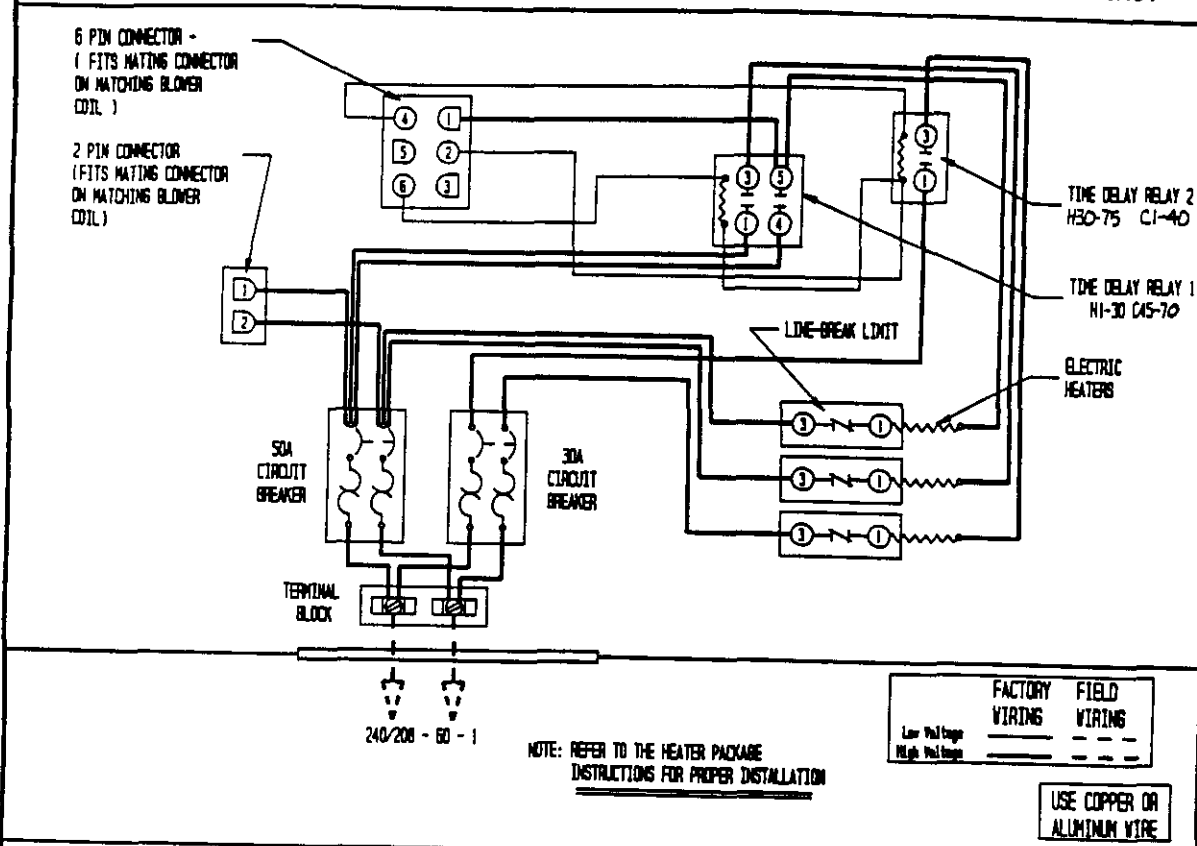 6 PIN CONNECTOR -
( FITS MATING CONNECTOR
ON MATCHING BLOWER
COIL )
4 1
5 2
6 3
2 PIN CONNECTOR
(FITS MATING CONNECTOR
ON MATCHING BLOWER
COIL)
1
2
3 5
1 4
3
1
TIME DELAY RELAY 2
H30-75 C1-40
TIME DELAY RELAY 1
H1-30 C45-70
LINE BREAK LIMIT
ELECTRIC
HEATERS
3 1
3 1
3 1
50A
CIRCUIT
BREAKER
30A
CIRCUIT
BREAKER
TERMINAL
BLOCK
240/208 - 60 - 1
NOTE: REFER TO THE HEATER PACKAGE
INSTRUCTIONS FOR PROPER INSTALLATION
FACTORY FIELD
WIRING WIRING
Low Voltage
High Voltage
USE COPPER OR
ALUMINUM WIRE